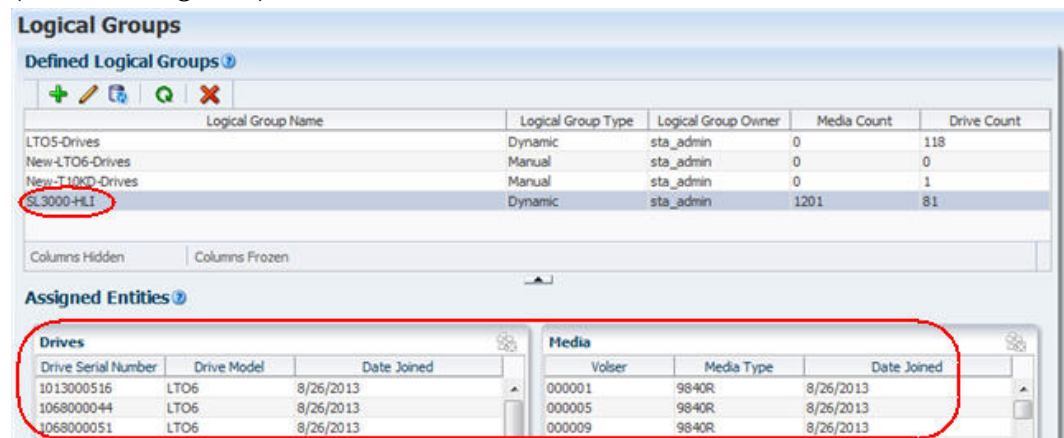 Logical Groups
Defined Logical Groups
Logical Group Name Logical Group Type Logical Group Owner Media Count Drive Count
LTO5-Drives Dynamic sta_admin 0 118
New-LTO6-Drives Manual sta_admin 0 0
New-T10KD-Drives Manual sta_admin 0 1
SL3000-HLI Dynamic sta_admin 1201 81
Columns Hidden Columns Frozen
Assigned Entities
Drives
Drive Serial Number Drive Model Date Joined
1013000516 LTO6 8/26/2013
1068000044 LTO6 8/26/2013
1068000051 LTO6 8/26/2013
Media
Volser Media Type Date Joined
000001 9840R 8/26/2013
000005 9840R 8/26/2013
000009 9840R 8/26/2013